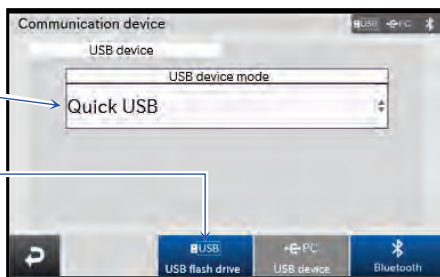 Communication device
USB PC
USB device
USB device mode
Quick USB
USB PC
USB flash drive USB device Bluetooth